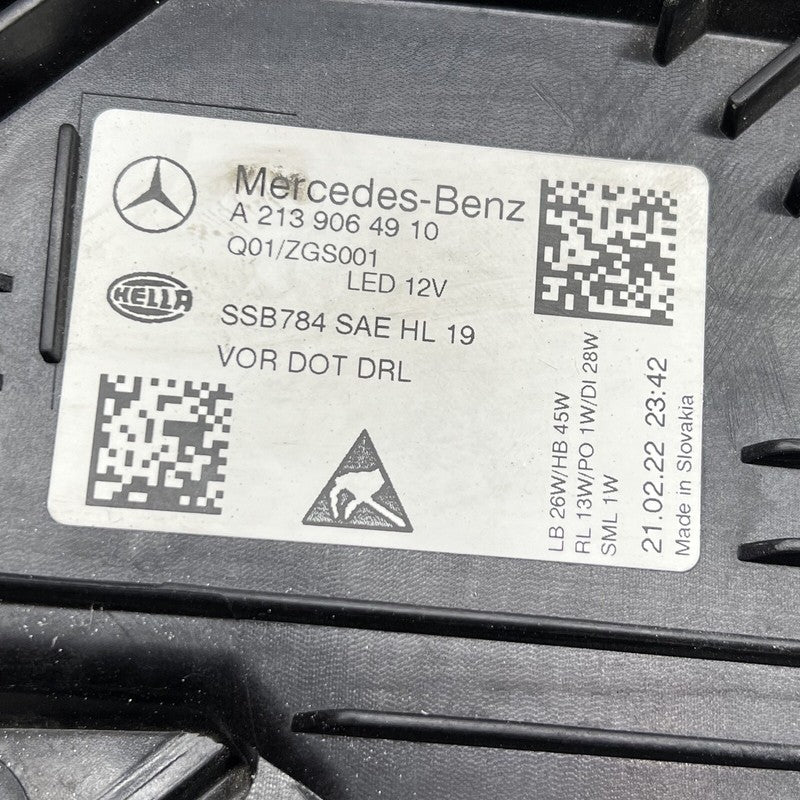 Mercedes-Benz
A 213 906 49 10
Q01/ZGS001
LED 12V
HELLA
SSB784 SAE HL 19
VOR DOT DRL
LB 26W/HB 45W
RL 13W/PO 1W/DI 28W
SML 1W
21.02.22 23:42
Made in Slovakia